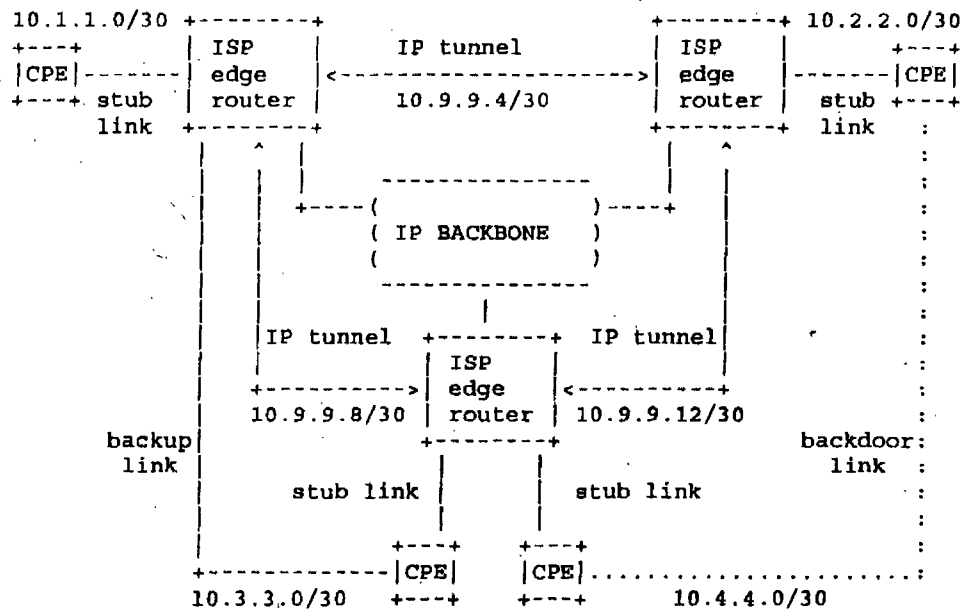 10.1.1.0/30 +--------+ +--------+ 10.2.2.0/30
+---+ | ISP | IP tunnel | ISP | +---+
|CPE|-------| edge |<--------------------->| edge |-------|CPE|
+---+ stub | router | 10.9.9.4/30 | router | stub +---+
link +--------+ +--------+ link :
IP BACKBONE
IP tunnel IP tunnel
ISP
edge
router
10.9.9.8/30 10.9.9.12/30
backup backdoor
link link
stub link stub link
CPE CPE
10.3.3.0/30 10.4.4.0/30